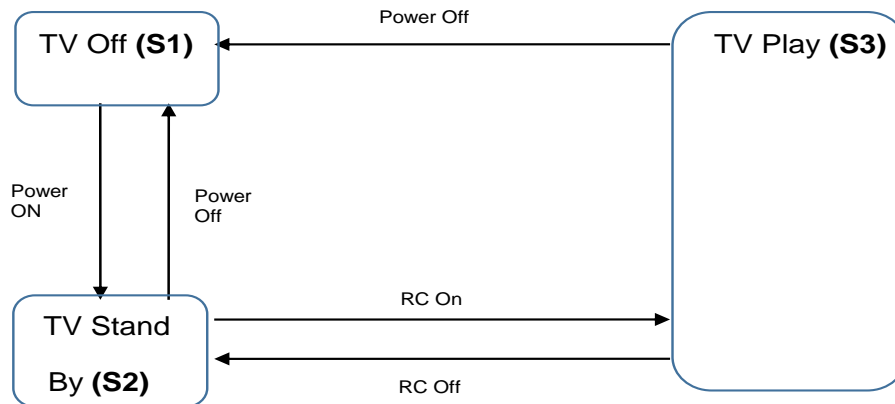 Power Off
TV Off (S1)
TV Play (S3)
Power
ON
Power
Off
RC On
TV Stand
By (S2)
RC Off